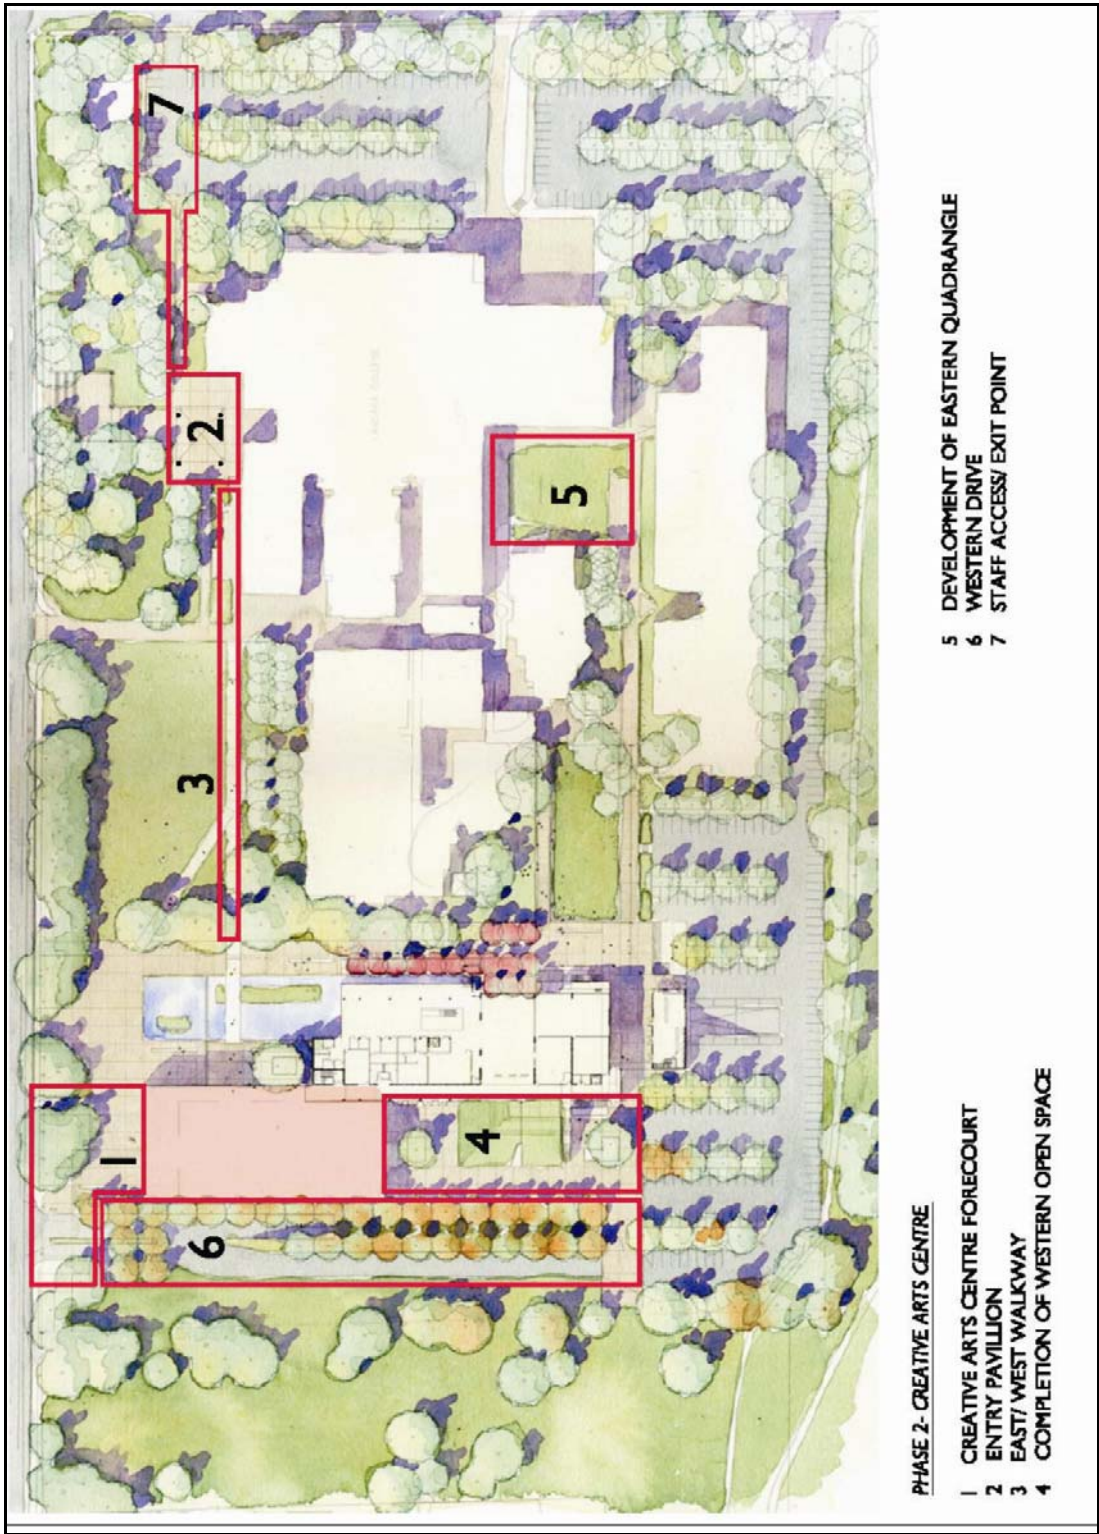 7
2
3
5
1
4
6
PHASE 2- CREATIVE ARTS CENTRE
1 CREATIVE ARTS CENTRE FORECOURT
2 ENTRY PAVILLION
3 EAST/ WEST WALKWAY
4 COMPLETION OF WESTERN OPEN SPACE
5 DEVELOPMENT OF EASTERN QUADRANGLE
6 WESTERN DRIVE
7 STAFF ACCESS/ EXIT POINT